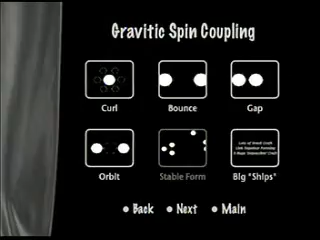 Gravitic Spin Coupling
Curl
Bounce
Gap
Orbit
Stable Form
Big "Ships"
Back
Next
Main